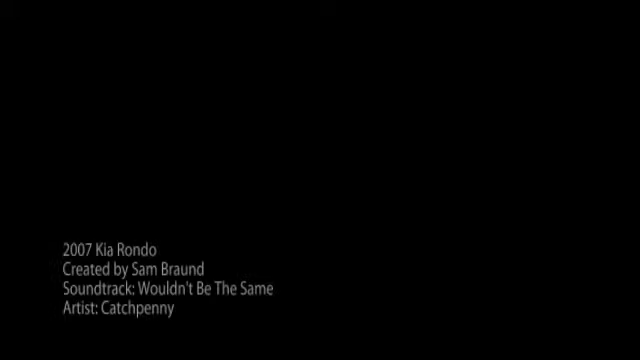 2007 Kia Rondo
Created by Sam Braund
Soundtrack: Wouldn't Be The Same
Artist: Catchpenny